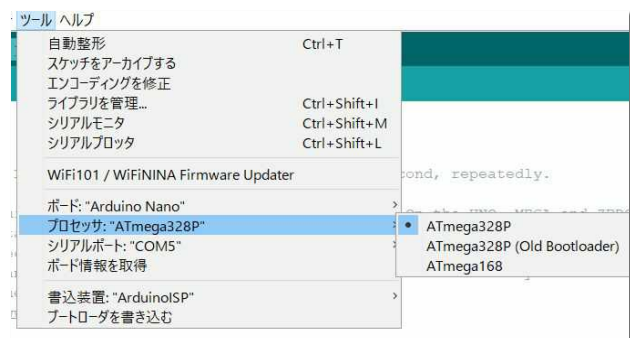 ツール ヘルプ
自動整形 Ctrl+T
スケッチをアーカイブする
エンコーディングを修正
ライブラリを管理... Ctrl+Shift+I
シリアルモニタ Ctrl+Shift+M
シリアルプロッタ Ctrl+Shift+L
WiFi101 / WiFiNINA Firmware Updater
cond, repeatedly.
ボード: "Arduino Nano"
プロセッサ: "ATmega328P"
シリアルポート: "COM5"
ボード情報を取得
書込装置: "ArduinoISP"
ブートローダを書き込む
ATmega328P
ATmega328P (Old Bootloader)
ATmega168